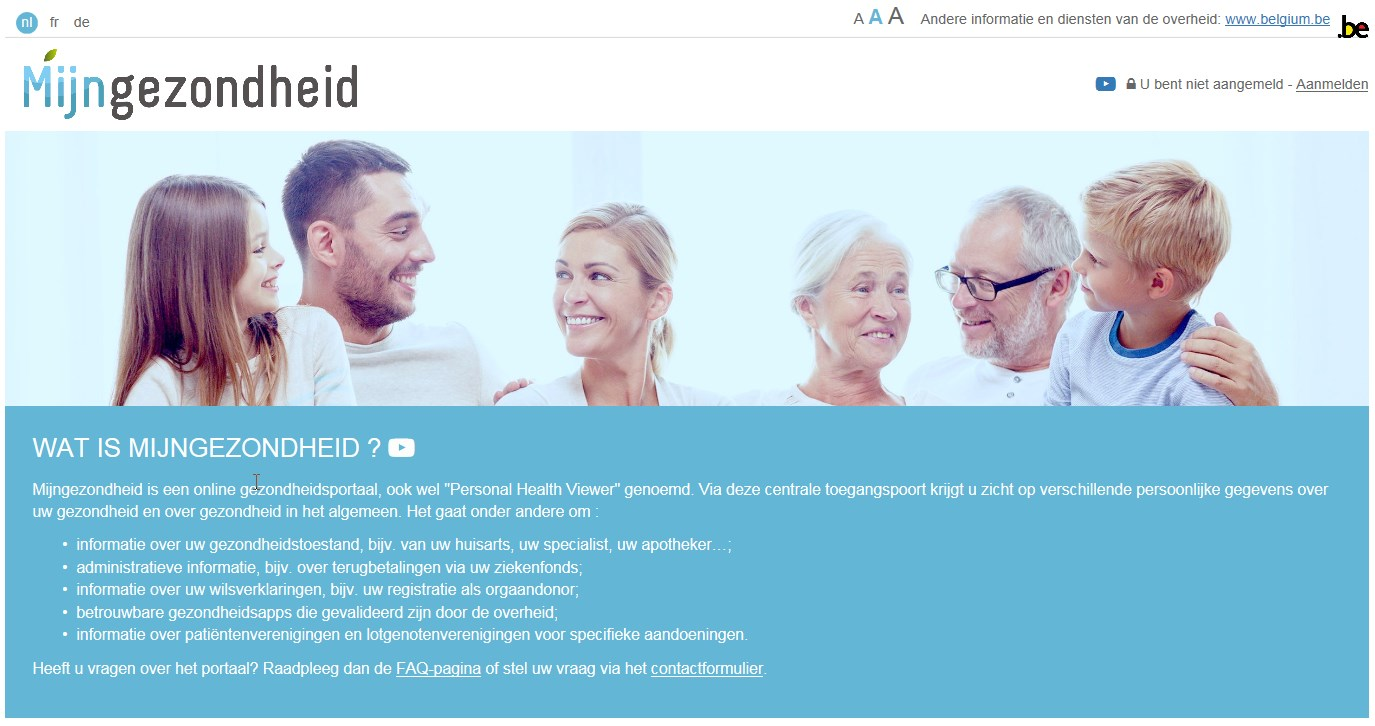 nl fr de
A A A Andere informatie en diensten van de overheid: www.belgium.be .be
Mijngezondheid
U bent niet aangemeld - Aanmelden
WAT IS MIJNGEZONDHEID ?
Mijngezondheid is een online gezondheidsportaal, ook wel "Personal Health Viewer" genoemd. Via deze centrale toegangspoort krijgt u zicht op verschillende persoonlijke gegevens over
uw gezondheid en over gezondheid in het algemeen. Het gaat onder andere om :
• informatie over uw gezondheidstoestand, bijv. van uw huisarts, uw specialist, uw apotheker…;
• administratieve informatie, bijv. over terugbetalingen via uw ziekenfonds;
• informatie over uw wilsverklaringen, bijv. uw registratie als orgaandonor;
• betrouwbare gezondheidsapps die gevalideerd zijn door de overheid;
• informatie over patiëntenverenigingen en lotgenotenverenigingen voor specifieke aandoeningen.
Heeft u vragen over het portaal? Raadpleeg dan de FAQ-pagina of stel uw vraag via het contactformulier.